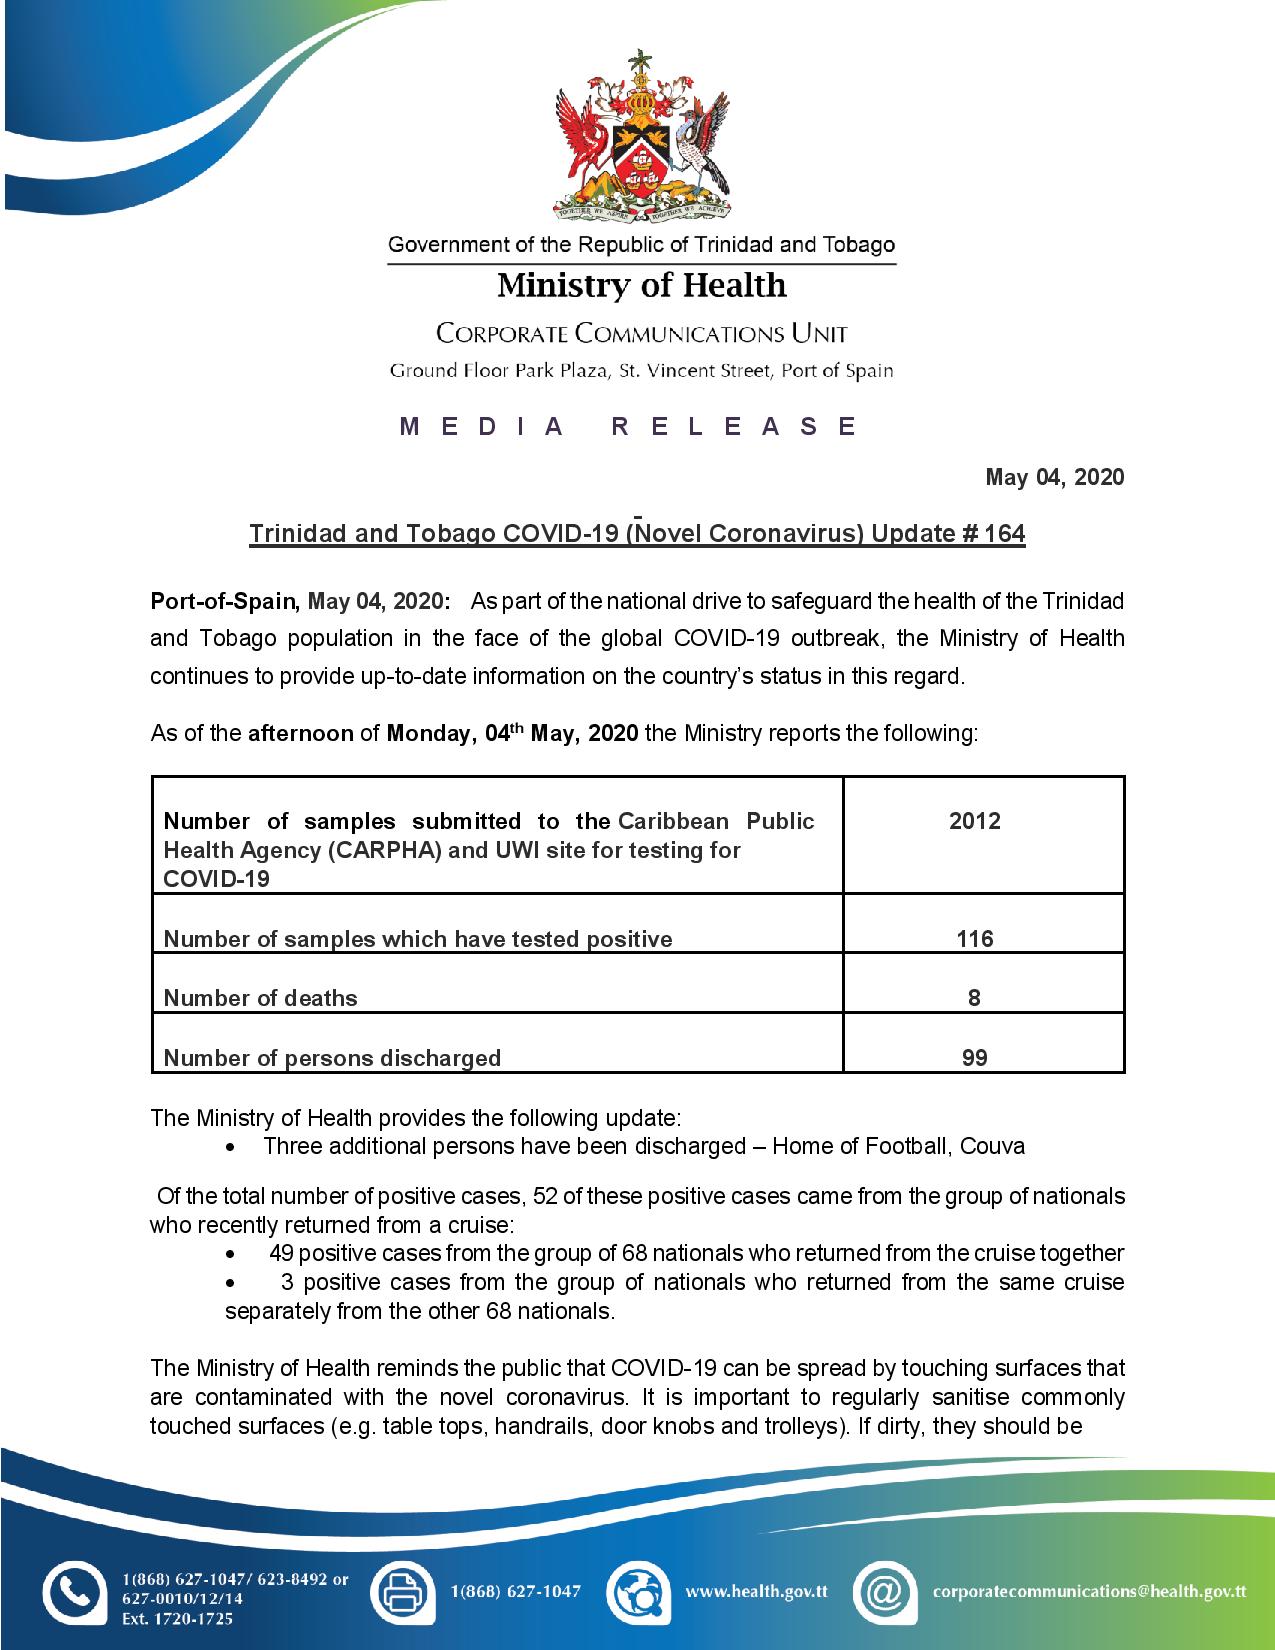 TOGETHER WE ASPIRE TOGETHER WE ACHIEVE
Government of the Republic of Trinidad and Tobago
Ministry of Health
CORPORATE COMMUNICATIONS UNIT
Ground Floor Park Plaza, St. Vincent Street, Port of Spain
MEDIA RELEASE
May 04, 2020
Trinidad and Tobago COVID-19 (Novel Coronavirus) Update # 164
Port-of-Spain, May 04, 2020: As part of the national drive to safeguard the health of the Trinidad
and Tobago population in the face of the global COVID-19 outbreak, the Ministry of Health
continues to provide up-to-date information on the country’s status in this regard.
As of the afternoon of Monday, 04th May, 2020 the Ministry reports the following:
Number of samples submitted to the Caribbean Public 2012
Health Agency (CARPHA) and UWI site for testing for
COVID-19
Number of samples which have tested positive 116
Number of deaths 8
Number of persons discharged 99
The Ministry of Health provides the following update:
• Three additional persons have been discharged – Home of Football, Couva
Of the total number of positive cases, 52 of these positive cases came from the group of nationals
who recently returned from a cruise:
• 49 positive cases from the group of 68 nationals who returned from the cruise together
• 3 positive cases from the group of nationals who returned from the same cruise
separately from the other 68 nationals.
The Ministry of Health reminds the public that COVID-19 can be spread by touching surfaces that
are contaminated with the novel coronavirus. It is important to regularly sanitise commonly
touched surfaces (e.g. table tops, handrails, door knobs and trolleys). If dirty, they should be
1(868) 627-1047/ 623-8492 or
627-0010/12/14
Ext. 1720-1725
1(868) 627-1047
www.health.gov.tt
corporatecommunications@health.gov.tt